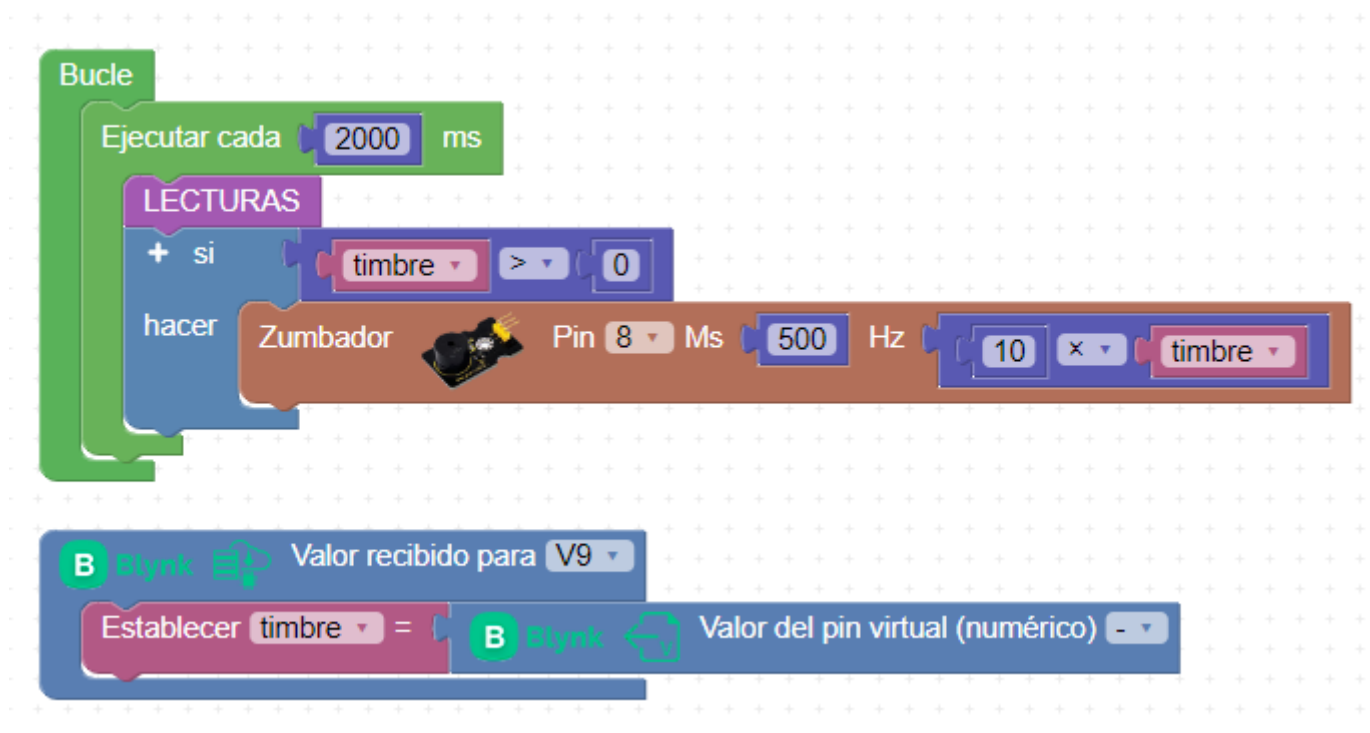 Bucle
Ejecutar cada 2000 ms
LECTURAS
+ si timbre > 0
hacer Zumbador Pin 8 Ms 500 Hz 10 × timbre
B Blynk Valor recibido para V9
Establecer timbre = B Blynk V Valor del pin virtual (numérico) -